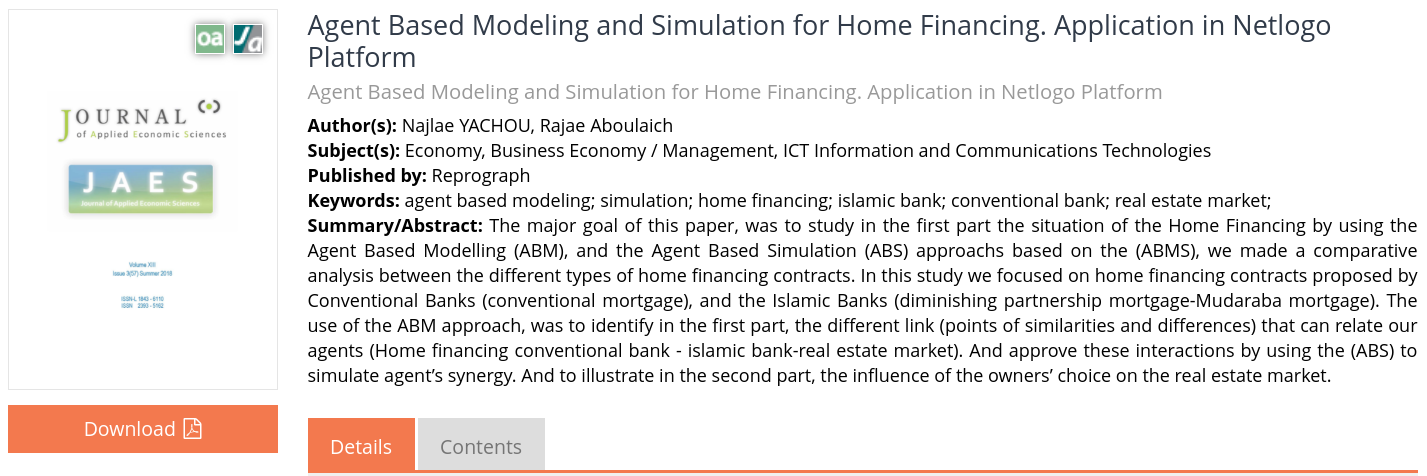 oa
Ja
JOURNAL
of Applied Economic Sciences
JAES
Journal of Applied Economic Sciences
Volume XIII
Issue 3(57) Summer 2018
ISSN-L 1843 - 6110
ISSN 2393 - 5162
Download
Agent Based Modeling and Simulation for Home Financing. Application in Netlogo
Platform
Agent Based Modeling and Simulation for Home Financing. Application in Netlogo Platform
Author(s): Najlae YACHOU, Rajae Aboulaich
Subject(s): Economy, Business Economy / Management, ICT Information and Communications Technologies
Published by: Reprograph
Keywords: agent based modeling; simulation; home financing; islamic bank; conventional bank; real estate market;
Summary/Abstract: The major goal of this paper, was to study in the first part the situation of the Home Financing by using the
Agent Based Modelling (ABM), and the Agent Based Simulation (ABS) approachs based on the (ABMS), we made a comparative
analysis between the different types of home financing contracts. In this study we focused on home financing contracts proposed by
Conventional Banks (conventional mortgage), and the Islamic Banks (diminishing partnership mortgage-Mudaraba mortgage). The
use of the ABM approach, was to identify in the first part, the different link (points of similarities and differences) that can relate our
agents (Home financing conventional bank - islamic bank-real estate market). And approve these interactions by using the (ABS) to
simulate agent’s synergy. And to illustrate in the second part, the influence of the owners’ choice on the real estate market.
Details
Contents